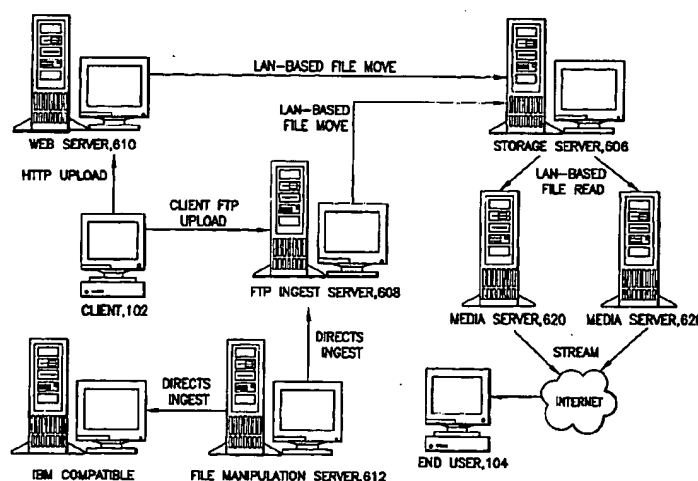 LAN-BASED FILE MOVE
LAN-BASED
FILE MOVE
WEB SERVER,610
STORAGE SERVER,606
HTTP UPLOAD
LAN-BASED
FILE READ
CLIENT FTP
UPLOAD
CLIENT,102
FTP INGEST SERVER,608
MEDIA SERVER,620
MEDIA SERVER,620
DIRECTS
INGEST
STREAM
DIRECTS
INGEST
INTERNET
IBM COMPATIBLE
FILE MANIPULATION SERVER,612
END USER,104